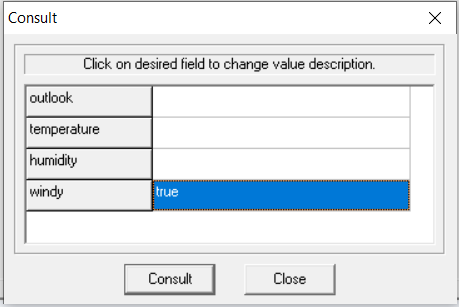 Consult
Click on desired field to change value description.
outlook
temperature
humidity
windy true
Consult Close